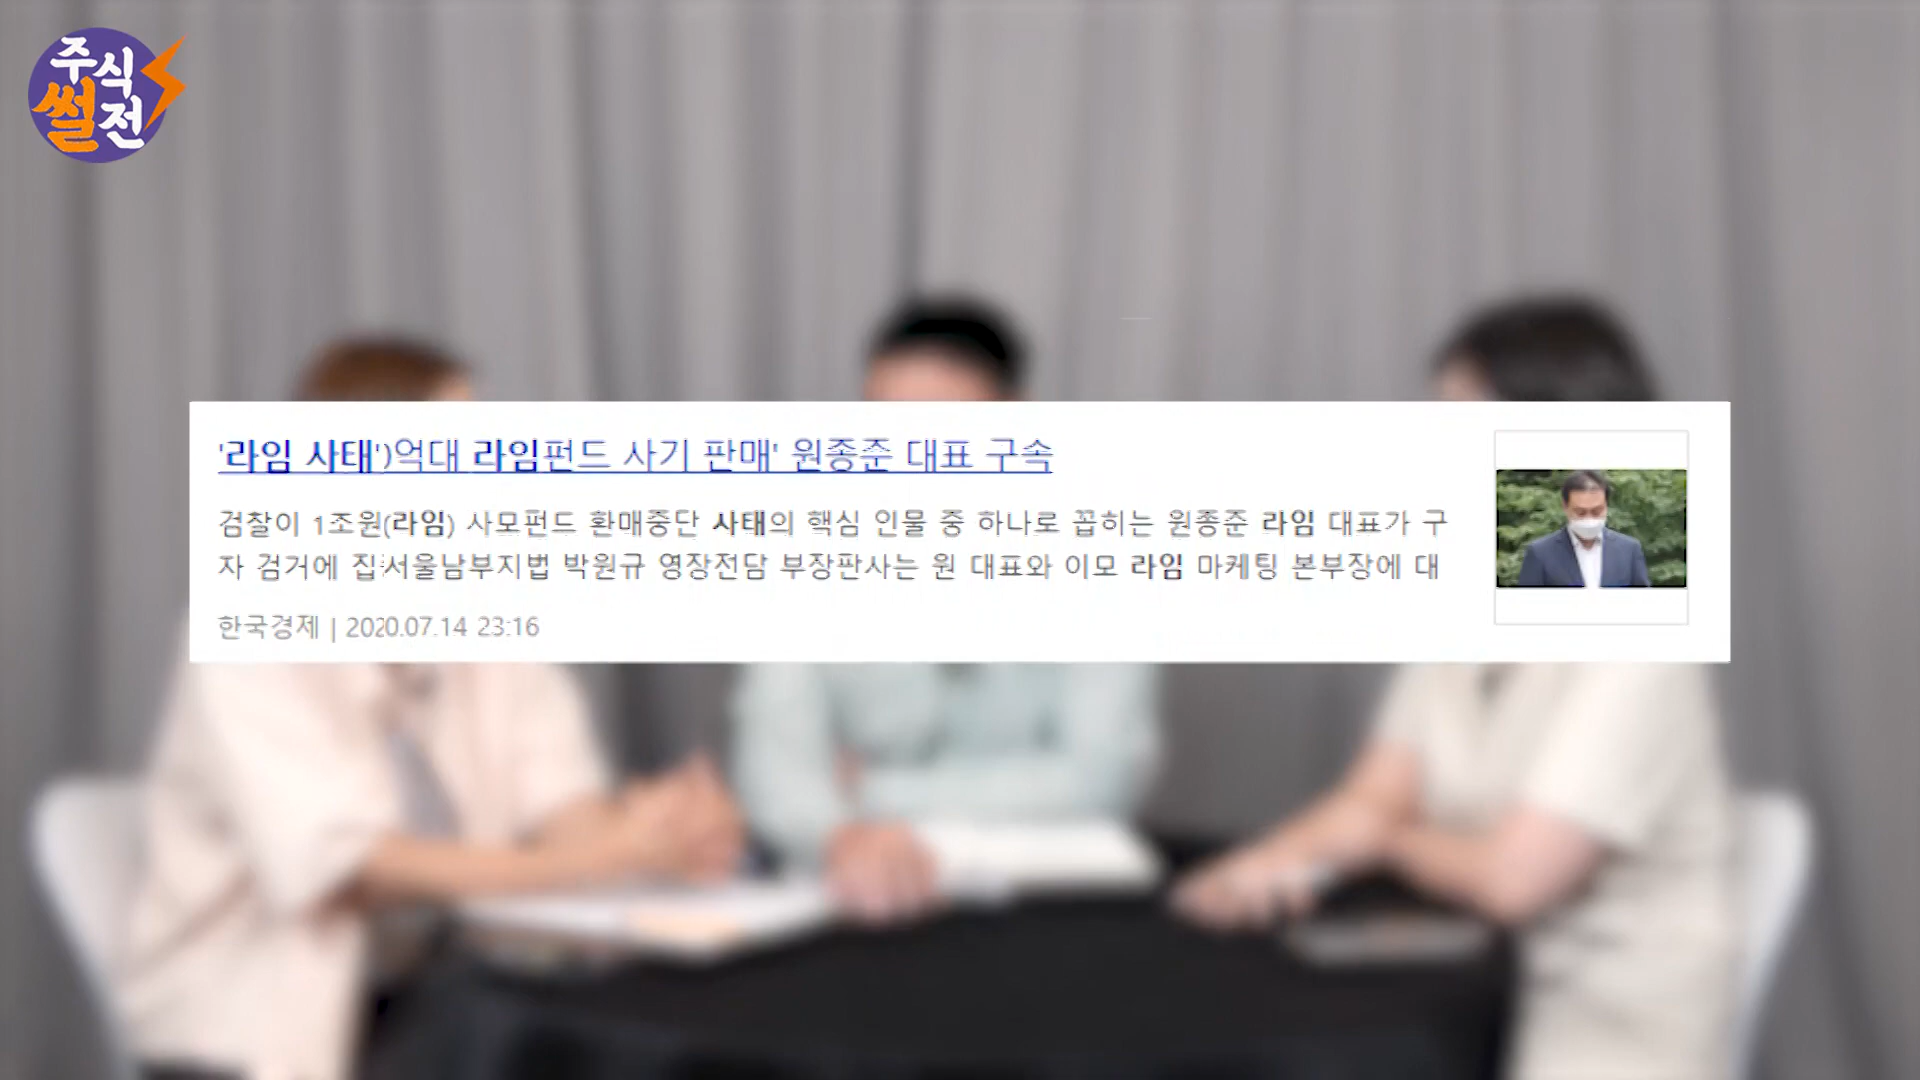 주식
썰전
'라임 사태')억대 라임펀드 사기 판매' 원종준 대표 구속
검찰이 1조원(라임) 사모펀드 환매중단 사태의 핵심 인물 중 하나로 꼽히는 원종준 라임 대표가 구
자 검거에 집서울남부지법 박원규 영장전담 부장판사는 원 대표와 이모 라임 마케팅 본부장에 대
한국경제 | 2020.07.14 23:16